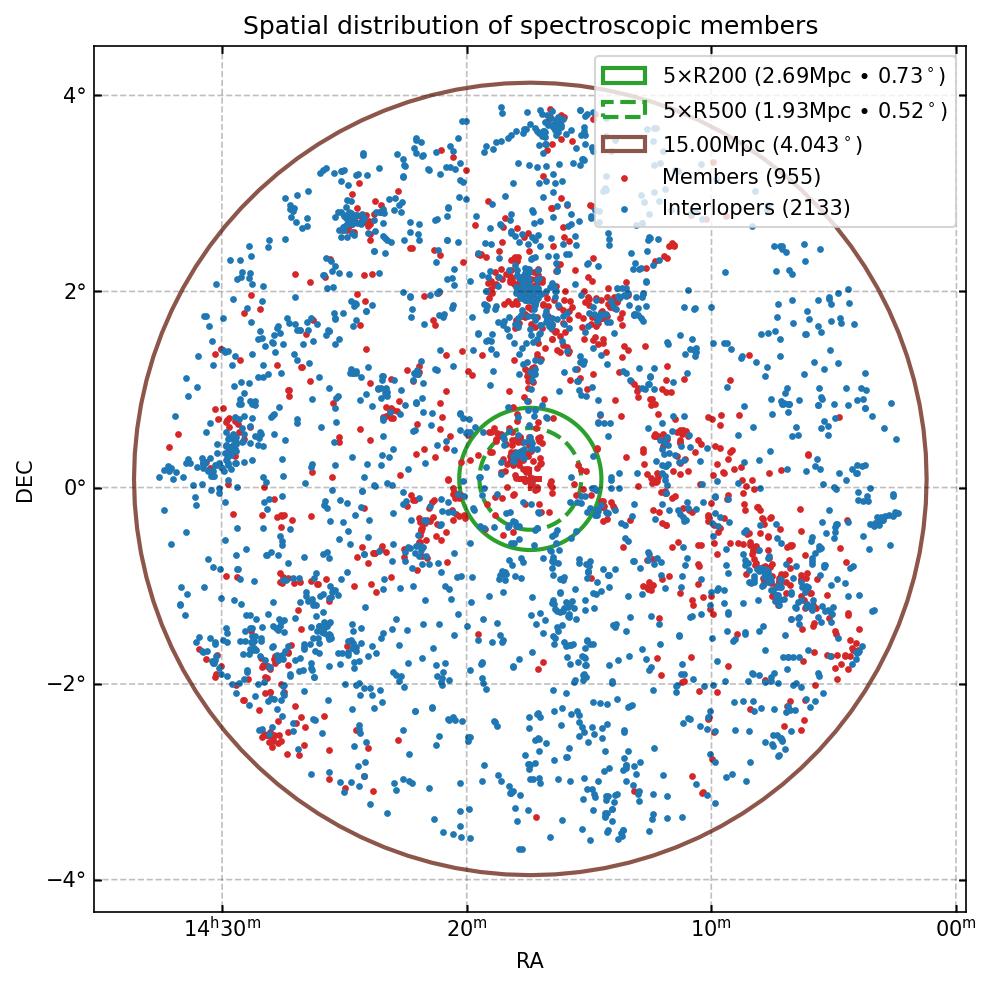 Spatial distribution of spectroscopic members
5×R200 (2.69Mpc • 0.73°)
5×R500 (1.93Mpc • 0.52°)
15.00Mpc (4.043°)
Members (955)
Interlopers (2133)
4°
2°
0°
−2°
−4°
DEC
14ʰ30ᵐ
20ᵐ
10ᵐ
00ᵐ
RA